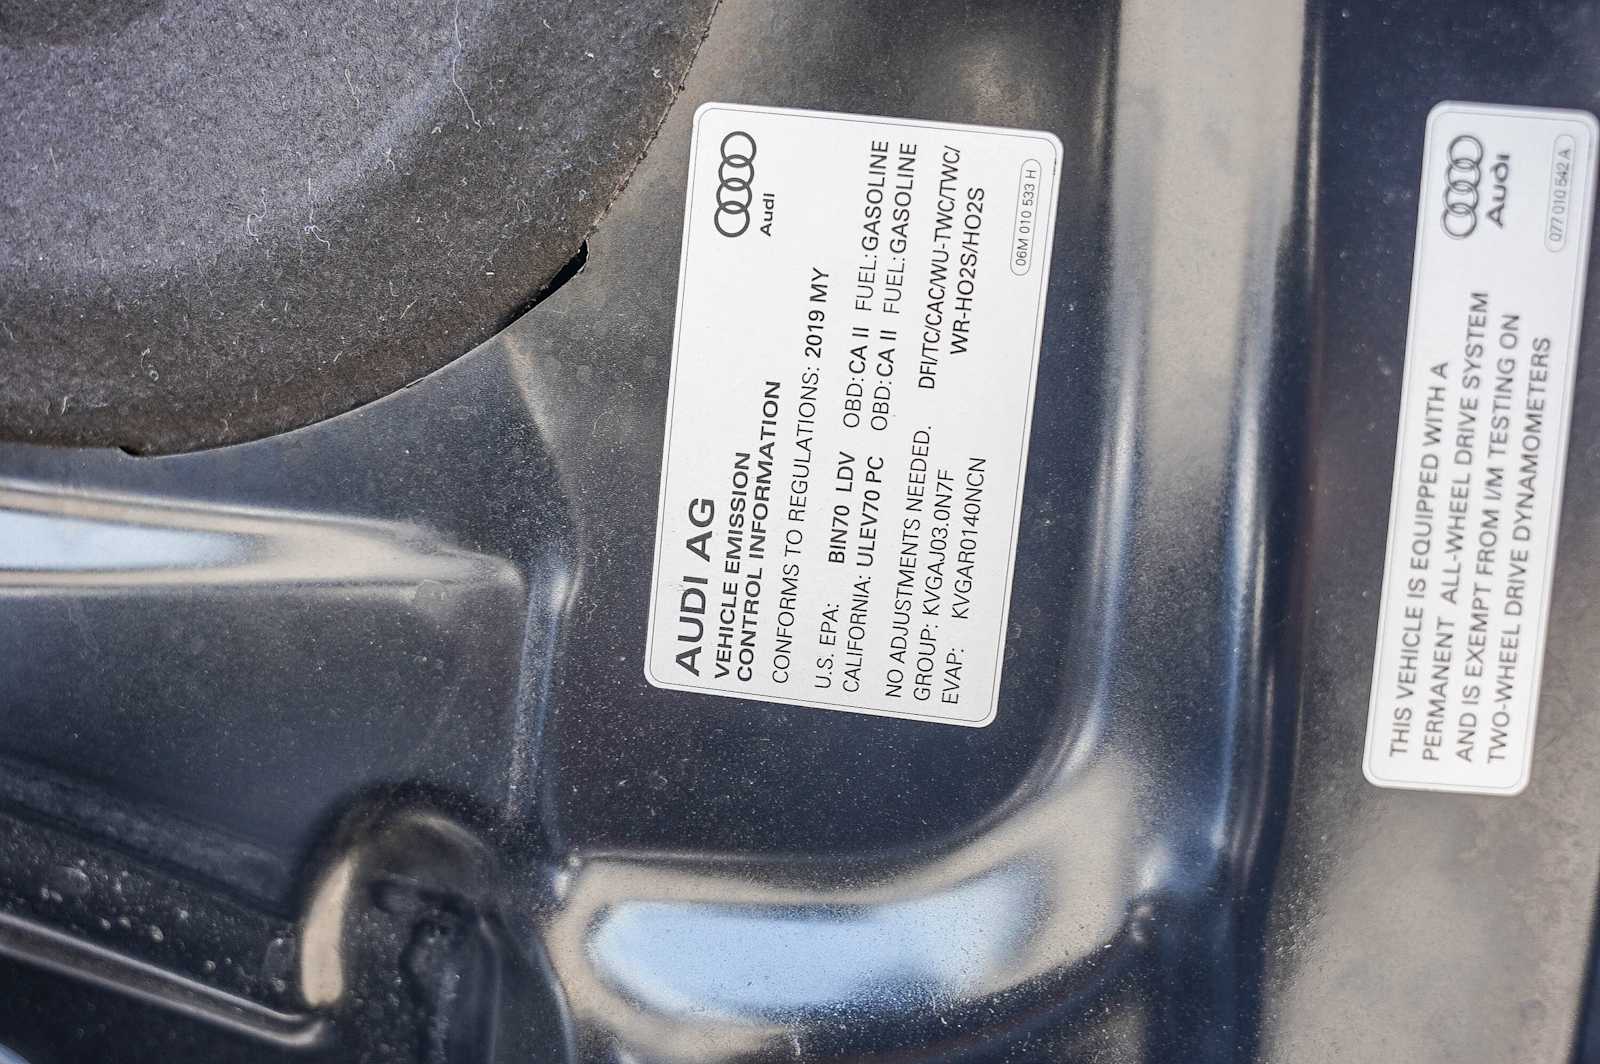 AUDI AG
Audi
VEHICLE EMISSION
CONTROL INFORMATION
CONFORMS TO REGULATIONS: 2019 MY
U.S. EPA: BIN70 LDV OBD: CA II FUEL: GASOLINE
CALIFORNIA: ULEV70 PC OBD: CA II FUEL: GASOLINE
NO ADJUSTMENTS NEEDED.
GROUP: KVGAJ03.0N7F DFI/TC/CAC/WU-TWC/TWC/
EVAP: KVGAR0140NCN WR-HO2S/HO2S
06M 010 533 H
Audi
THIS VEHICLE IS EQUIPPED WITH A
PERMANENT ALL-WHEEL DRIVE SYSTEM
AND IS EXEMPT FROM I/M TESTING ON
TWO-WHEEL DRIVE DYNAMOMETERS
077 010 542 A